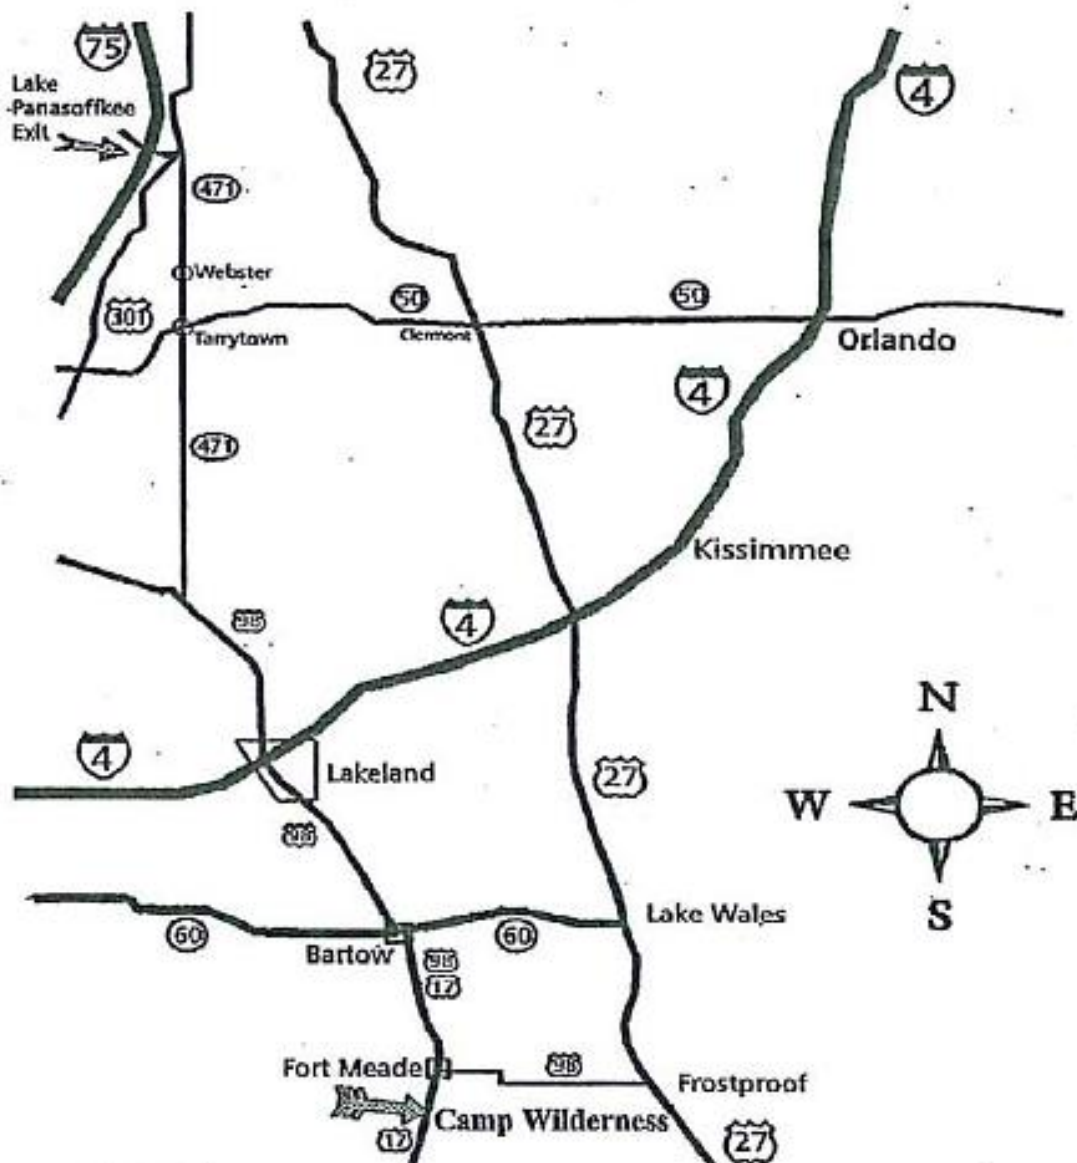 75
27
4
Lake
-Panasoffkee
Exit
471
Webster
301
50
50
Tarrytown
Clermont
Orlando
4
27
471
Kissimmee
98
4
N
4
Lakeland
27
W
E
98
S
Lake Wales
60
60
Bartow
98
17
Fort Meade
98
Frostproof
Camp Wilderness
17
27